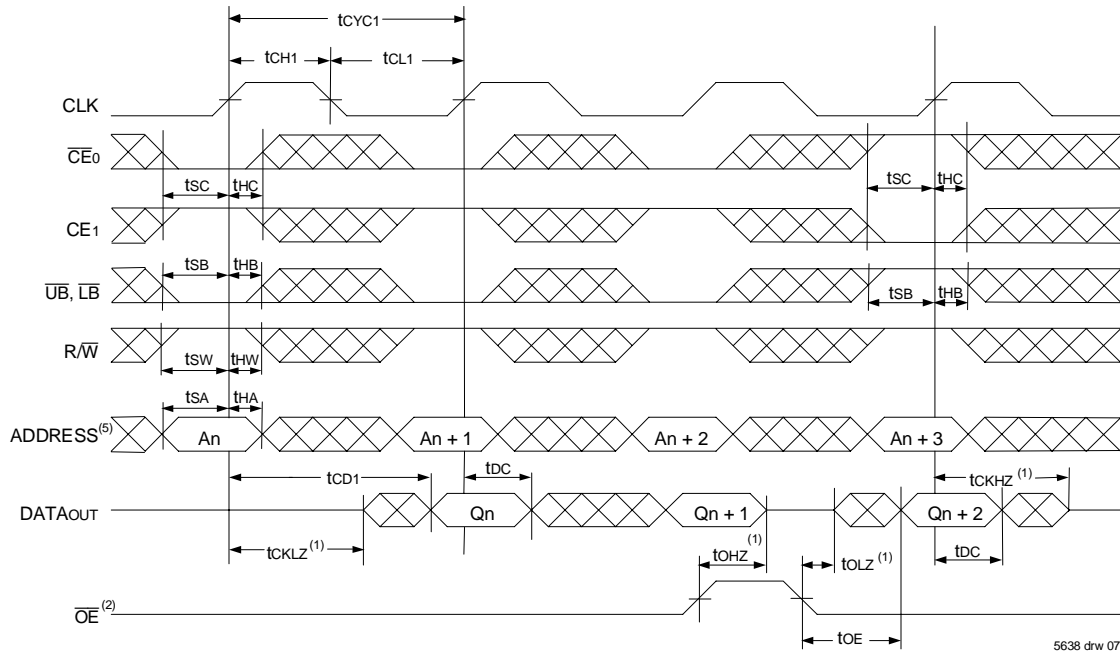 tCYC1
tCH1 tCL1
CLK
CE0
tSC tHC tSC tHC
CE1
tSB tHB
UB, LB
tSB tHB
R/W
tSW tHW
tSA tHA
ADDRESS(5) An An + 1 An + 2 An + 3
tCD1 tDC tCKHZ(1)
DATAOUT Qn Qn + 1 Qn + 2
tCKLZ(1) tOHZ(1) tOLZ(1) tDC
OE(2)
tOE
5638 drw 07